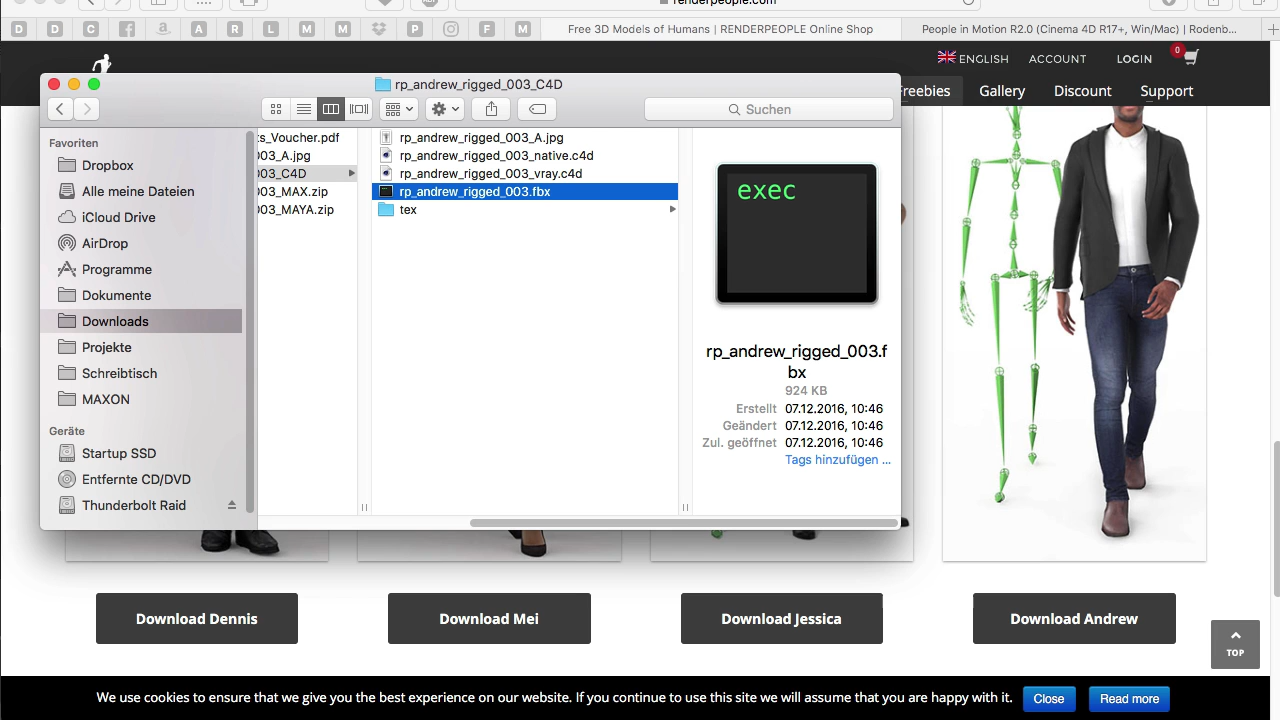 renderpeople.com
D D C A R L M M P F M
Free 3D Models of Humans | RENDERPEOPLE Online Shop
People in Motion R2.0 (Cinema 4D R17+, Win/Mac) | Rodenb...
ENGLISH ACCOUNT LOGIN 0
Freebies Gallery Discount Support
rp_andrew_rigged_003_C4D
Suchen
Favoriten
Dropbox
Alle meine Dateien
iCloud Drive
AirDrop
Programme
Dokumente
Downloads
Projekte
Schreibtisch
MAXON
Geräte
Startup SSD
Entfernte CD/DVD
Thunderbolt Raid
ts_Voucher.pdf
003_A.jpg
003_C4D
003_MAX.zip
003_MAYA.zip
rp_andrew_rigged_003_A.jpg
rp_andrew_rigged_003_native.c4d
rp_andrew_rigged_003_vray.c4d
rp_andrew_rigged_003.fbx
tex
exec
rp_andrew_rigged_003.f
bx
924 KB
Erstellt 07.12.2016, 10:46
Geändert 07.12.2016, 10:46
Zul. geöffnet 07.12.2016, 10:46
Tags hinzufügen ...
Download Dennis
Download Mei
Download Jessica
Download Andrew
TOP
We use cookies to ensure that we give you the best experience on our website. If you continue to use this site we will assume that you are happy with it. Close Read more